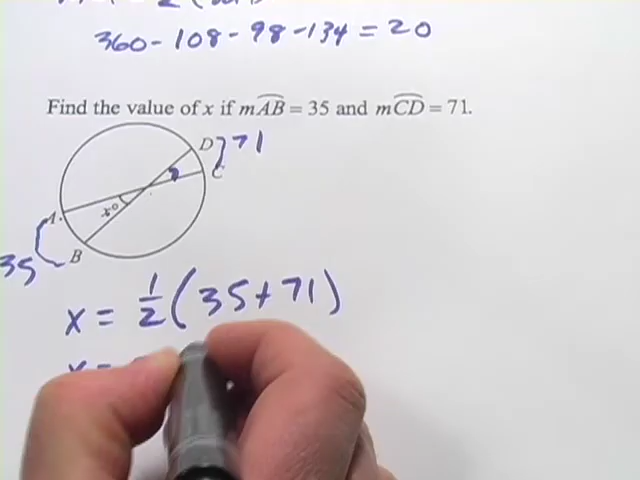 360 - 108 - 98 - 134 = 20
Find the value of x if mAB = 35 and mCD = 71.
D 71
C
A
x°
B
35
x = 1/2 (35 + 71)
x =